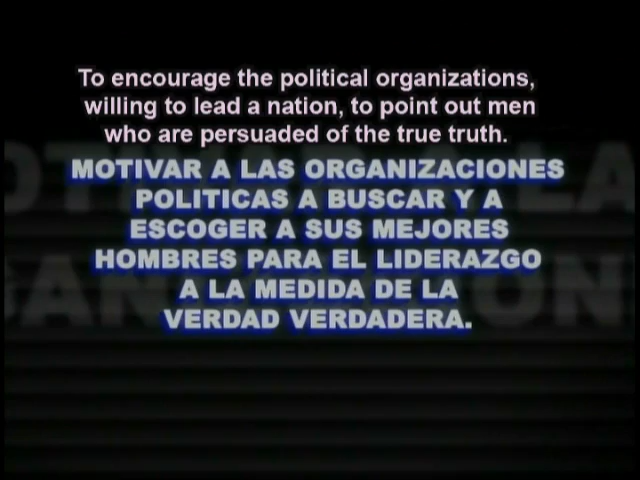 To encourage the political organizations,
willing to lead a nation, to point out men
who are persuaded of the true truth.
MOTIVAR A LAS ORGANIZACIONES
POLITICAS A BUSCAR Y A
ESCOGER A SUS MEJORES
HOMBRES PARA EL LIDERAZGO
A LA MEDIDA DE LA
VERDAD VERDADERA.